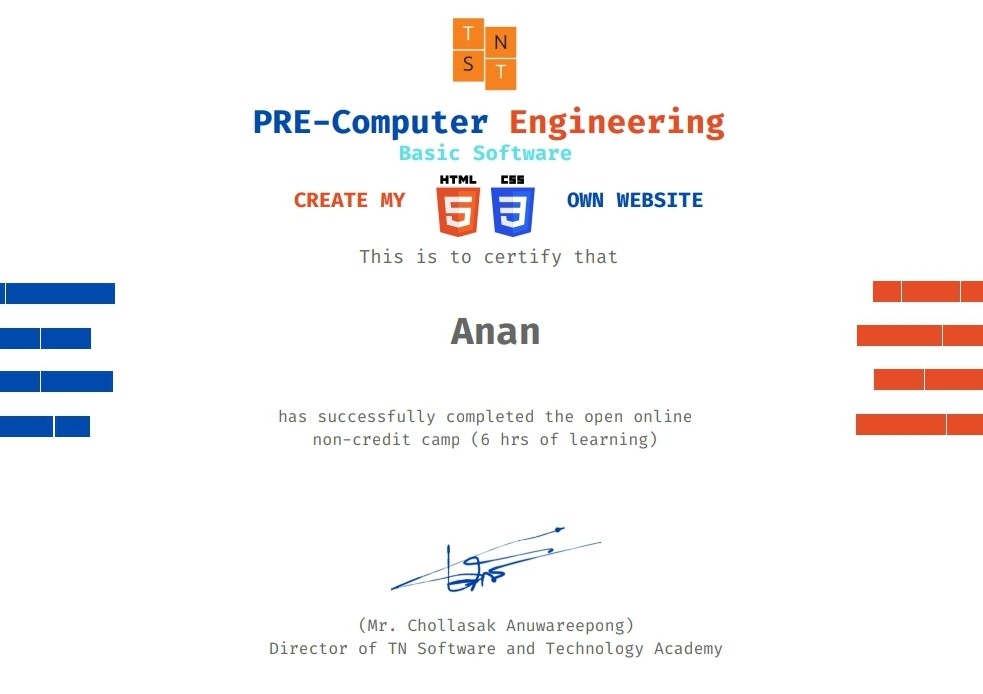 T N
S T
PRE-Computer Engineering
Basic Software
HTML CSS
CREATE MY 5 3 OWN WEBSITE
This is to certify that
Anan
has successfully completed the open online
non-credit camp (6 hrs of learning)
(Mr. Chollasak Anuwareepong)
Director of TN Software and Technology Academy